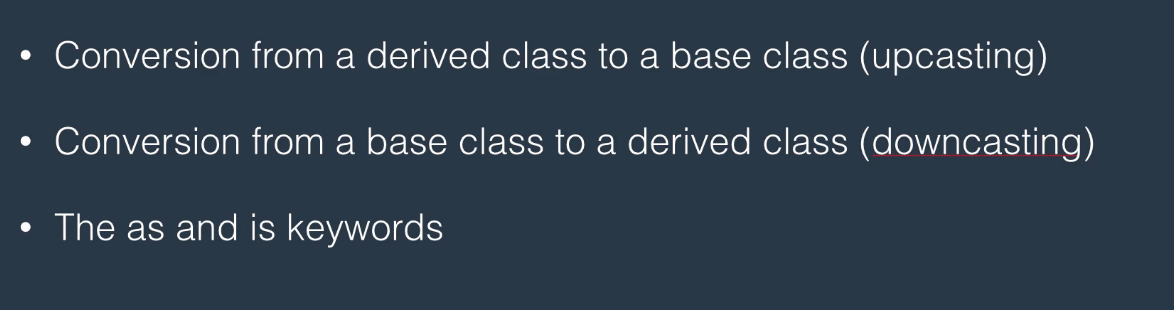 • Conversion from a derived class to a base class (upcasting)
• Conversion from a base class to a derived class (downcasting)
• The as and is keywords